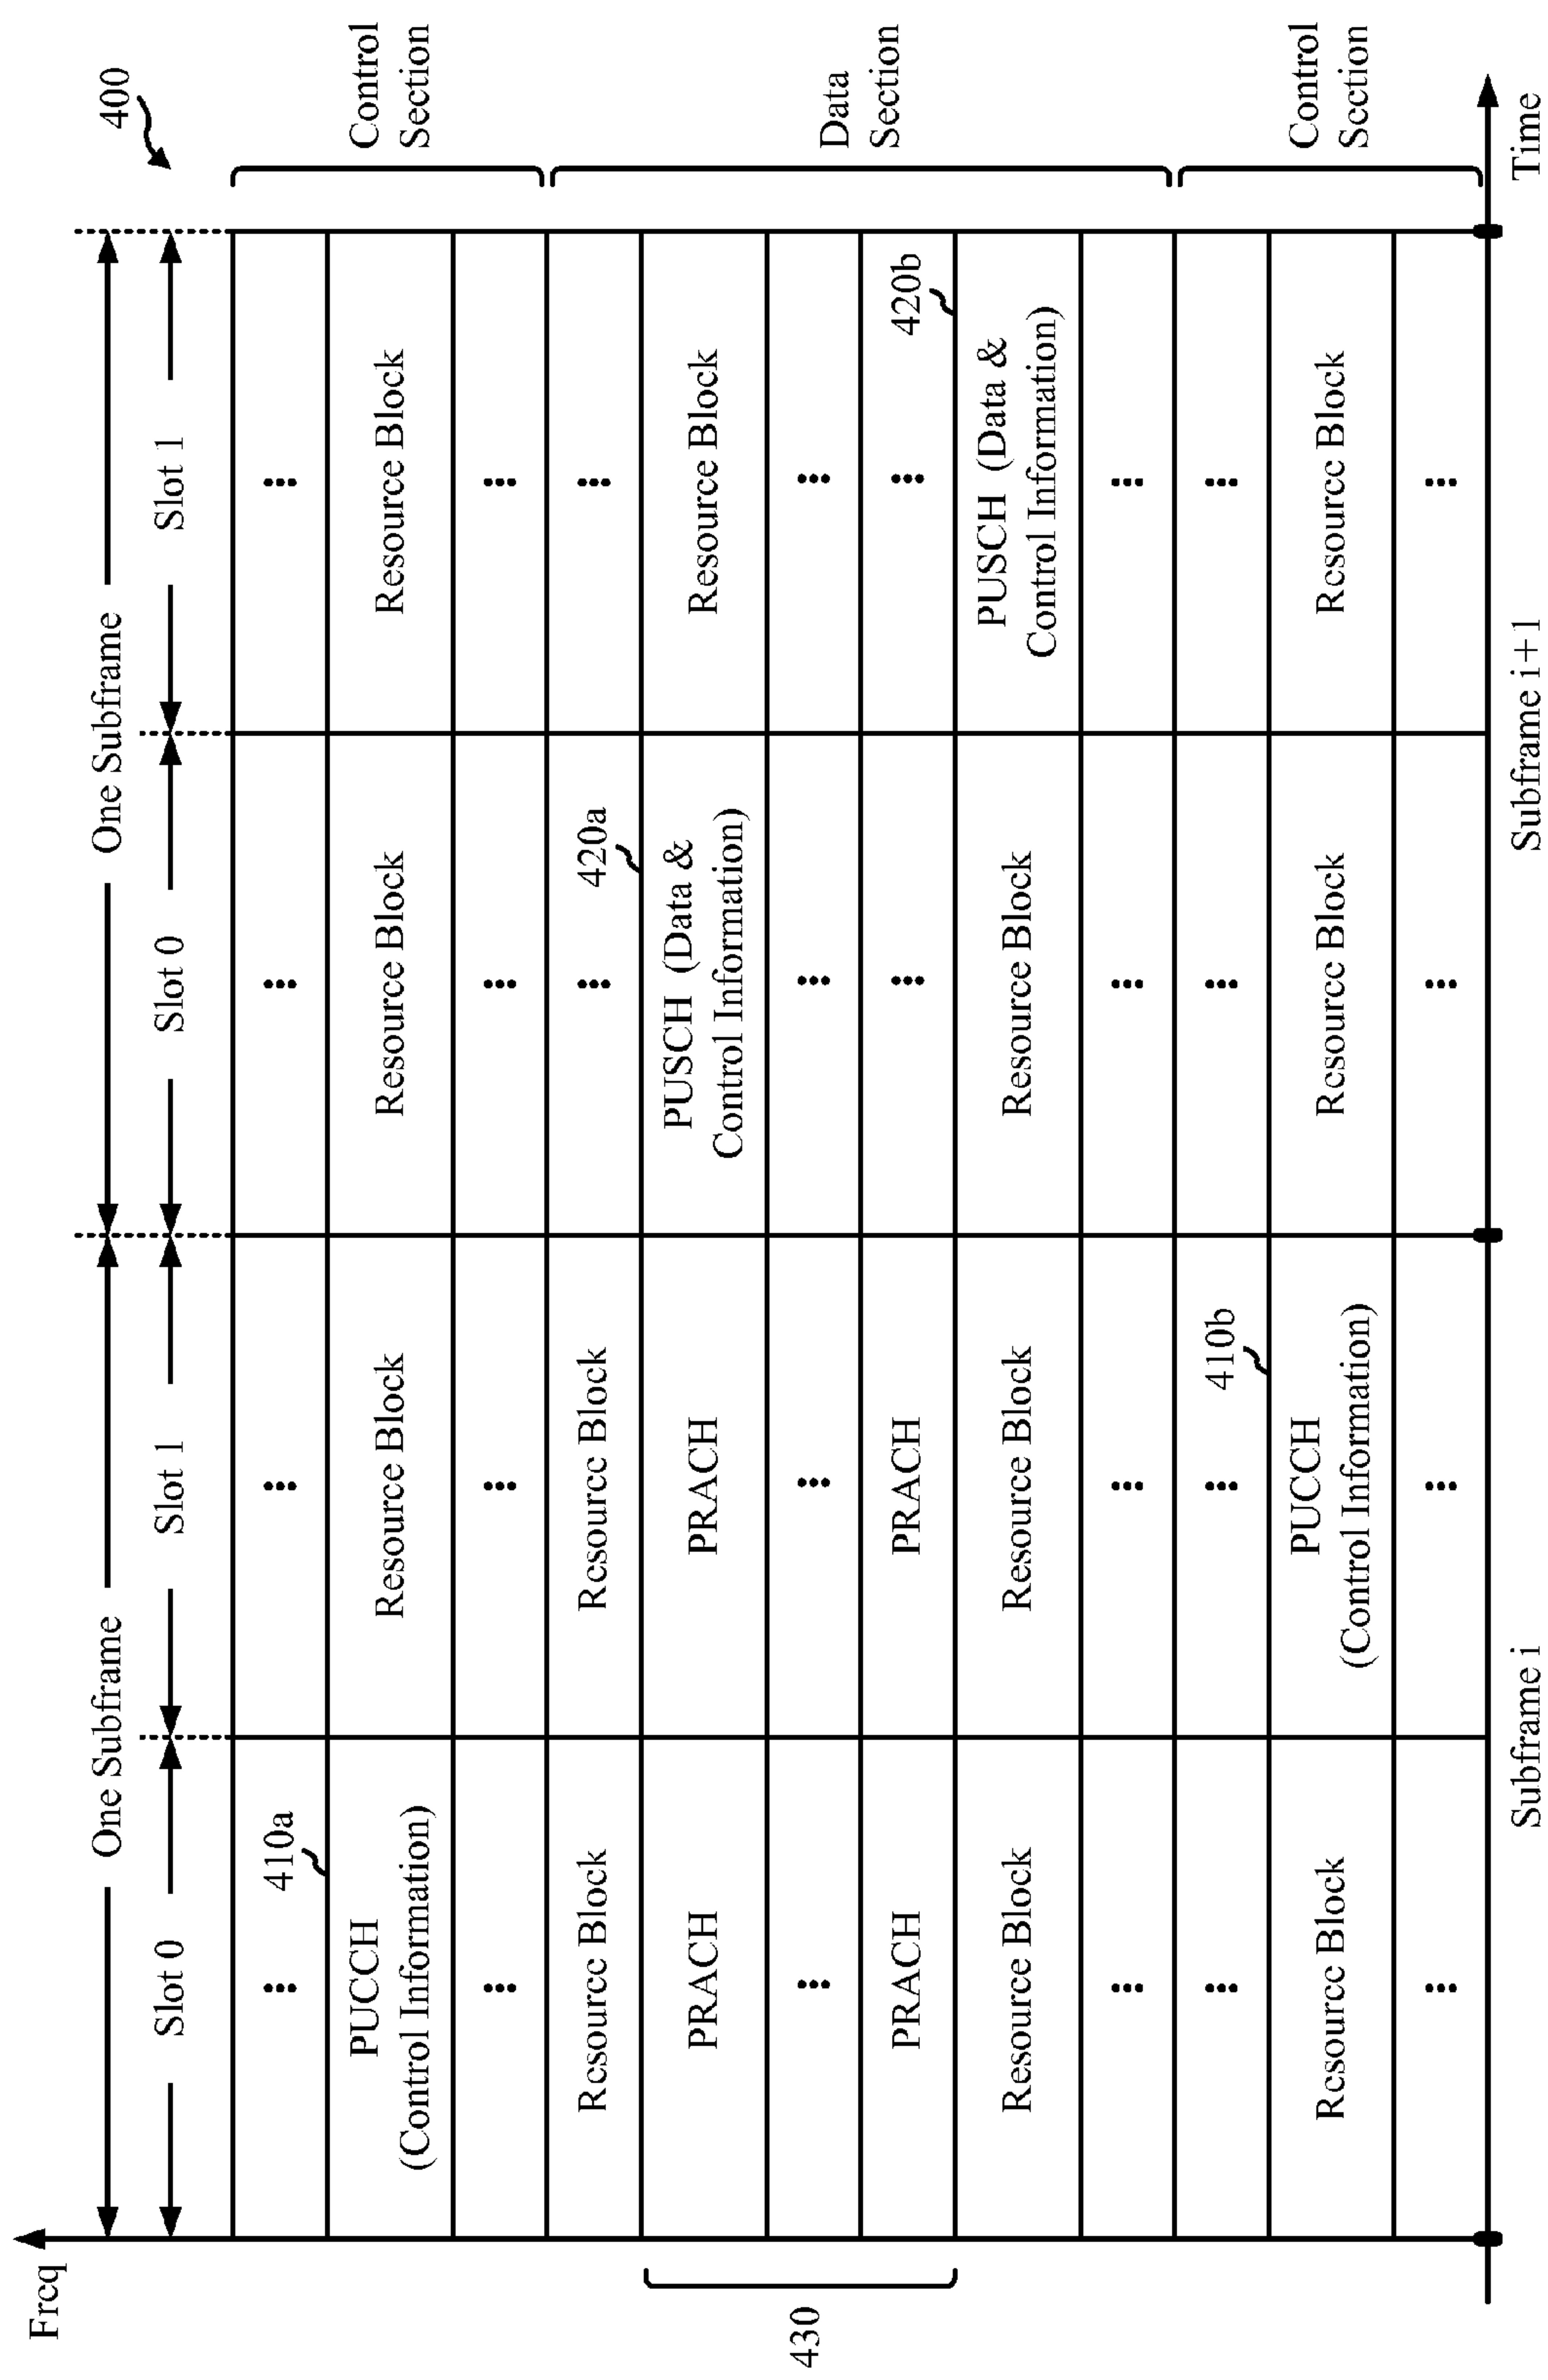 400
Freq
One Subframe
One Subframe
Slot 0
Slot 1
Slot 0
Slot 1
... 410a
...
...
...
PUCCH
(Control Information)
Resource Block
Resource Block
Resource Block
Control
Section
...
...
...
...
Resource Block
Resource Block
... 420a
...
PRACH
PRACH
PUSCH (Data &
Control Information)
Resource Block
430
...
...
...
...
Data
Section
PRACH
PRACH
...
... 420b
Resource Block
Resource Block
Resource Block
PUSCH (Data &
Control Information)
...
...
...
...
...
... 410b
...
...
Resource Block
PUCCH
(Control Information)
Resource Block
Resource Block
Control
Section
...
...
...
...
Subframe i
Subframe i+1
Time